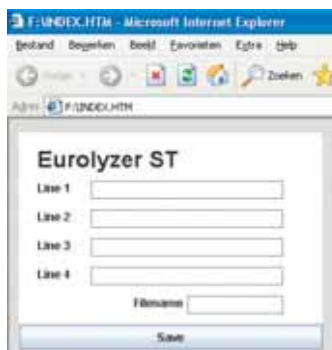 F:\INDEX.HTM - Microsoft Internet Explorer
Bestand Bewerken Beeld Favorieten Extra Help
Zoeken
Adres F:\INDEX.HTM
Eurolyzer ST
Line 1
Line 2
Line 3
Line 4
Filename
Save